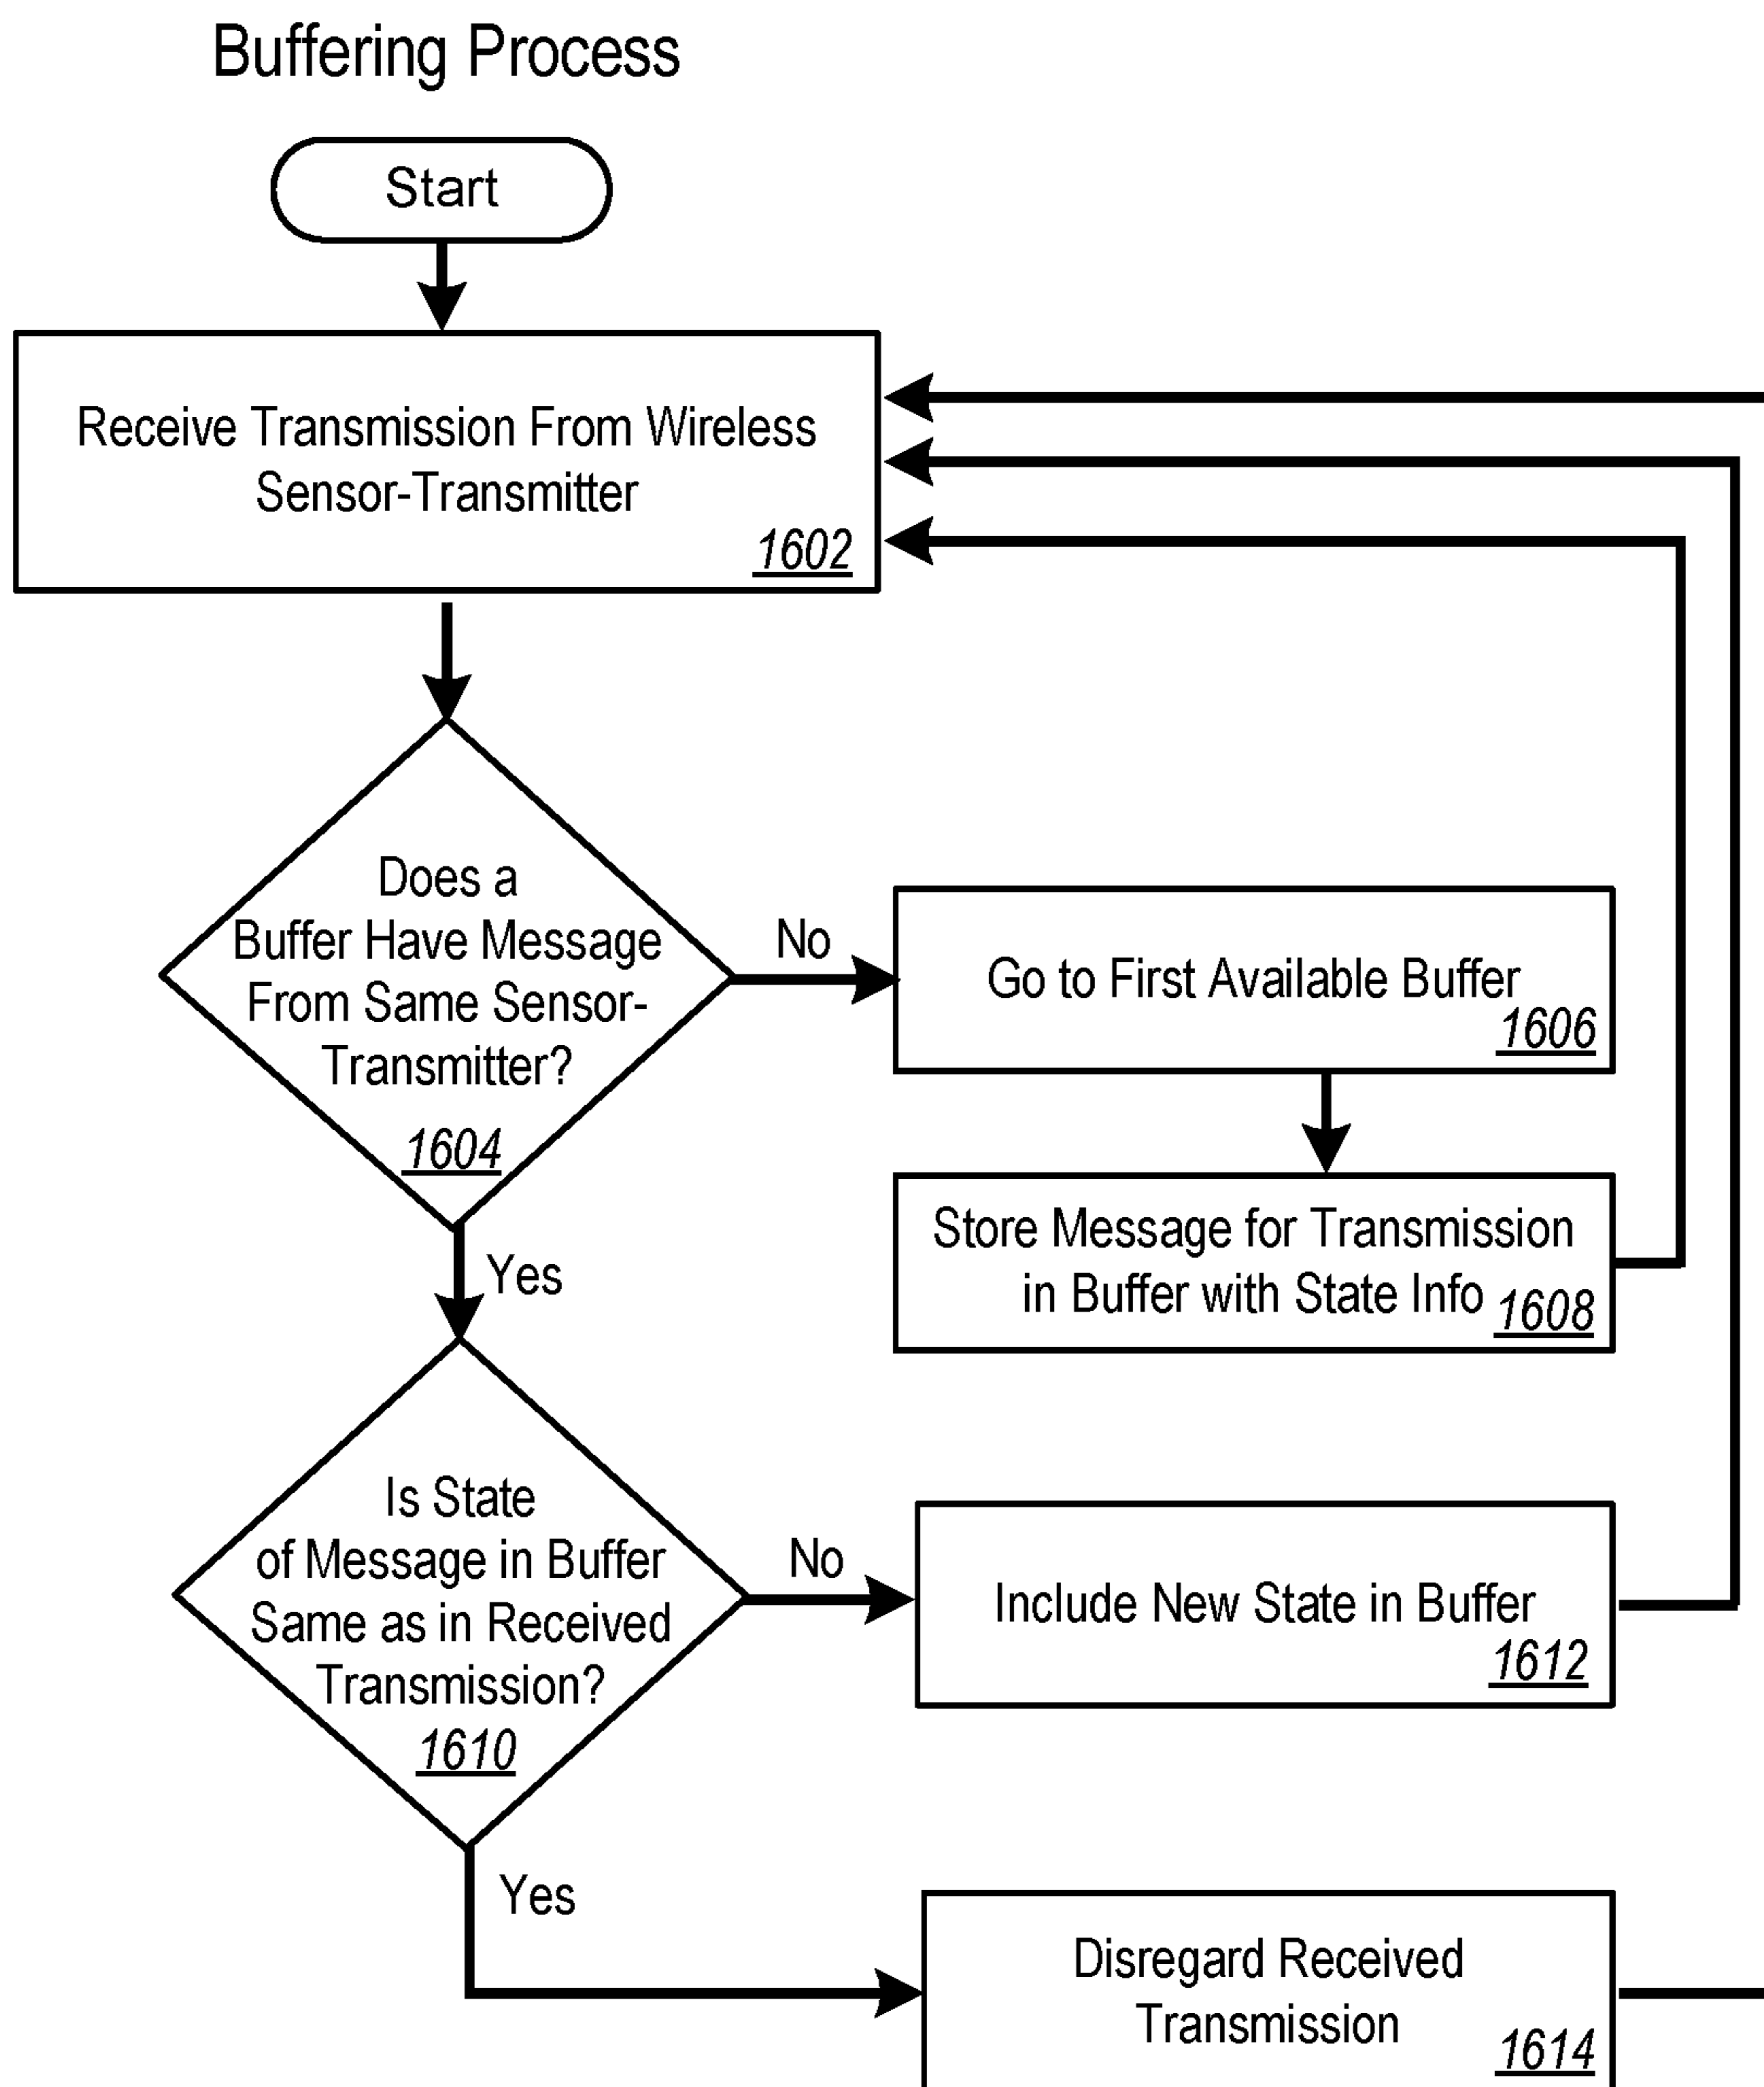 Buffering Process
Start
Receive Transmission From Wireless
Sensor-Transmitter
1602
Does a
Buffer Have Message
From Same Sensor-
Transmitter?
1604
No
Go to First Available Buffer
1606
Store Message for Transmission
in Buffer with State Info
1608
Yes
Is State
of Message in Buffer
Same as in Received
Transmission?
1610
No
Include New State in Buffer
1612
Yes
Disregard Received
Transmission
1614